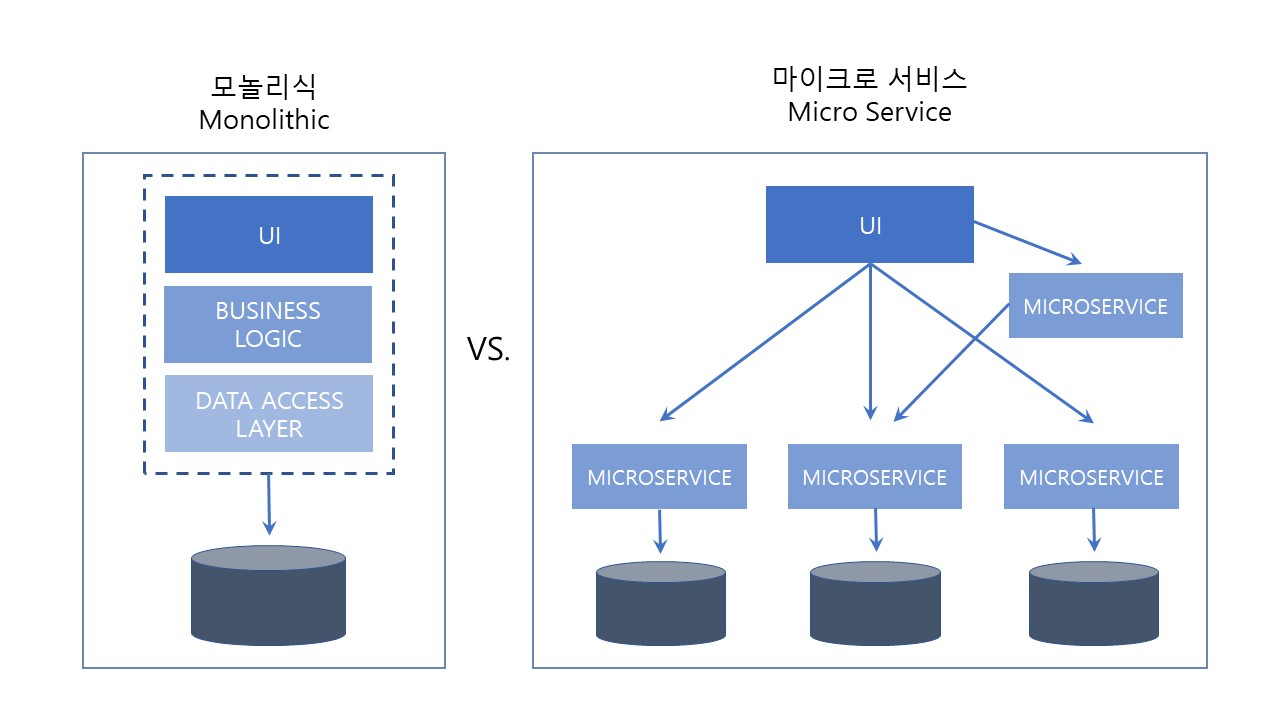 모놀리식
Monolithic
UI
BUSINESS
LOGIC
DATA ACCESS
LAYER
VS.
마이크로 서비스
Micro Service
UI
MICROSERVICE
MICROSERVICE
MICROSERVICE
MICROSERVICE